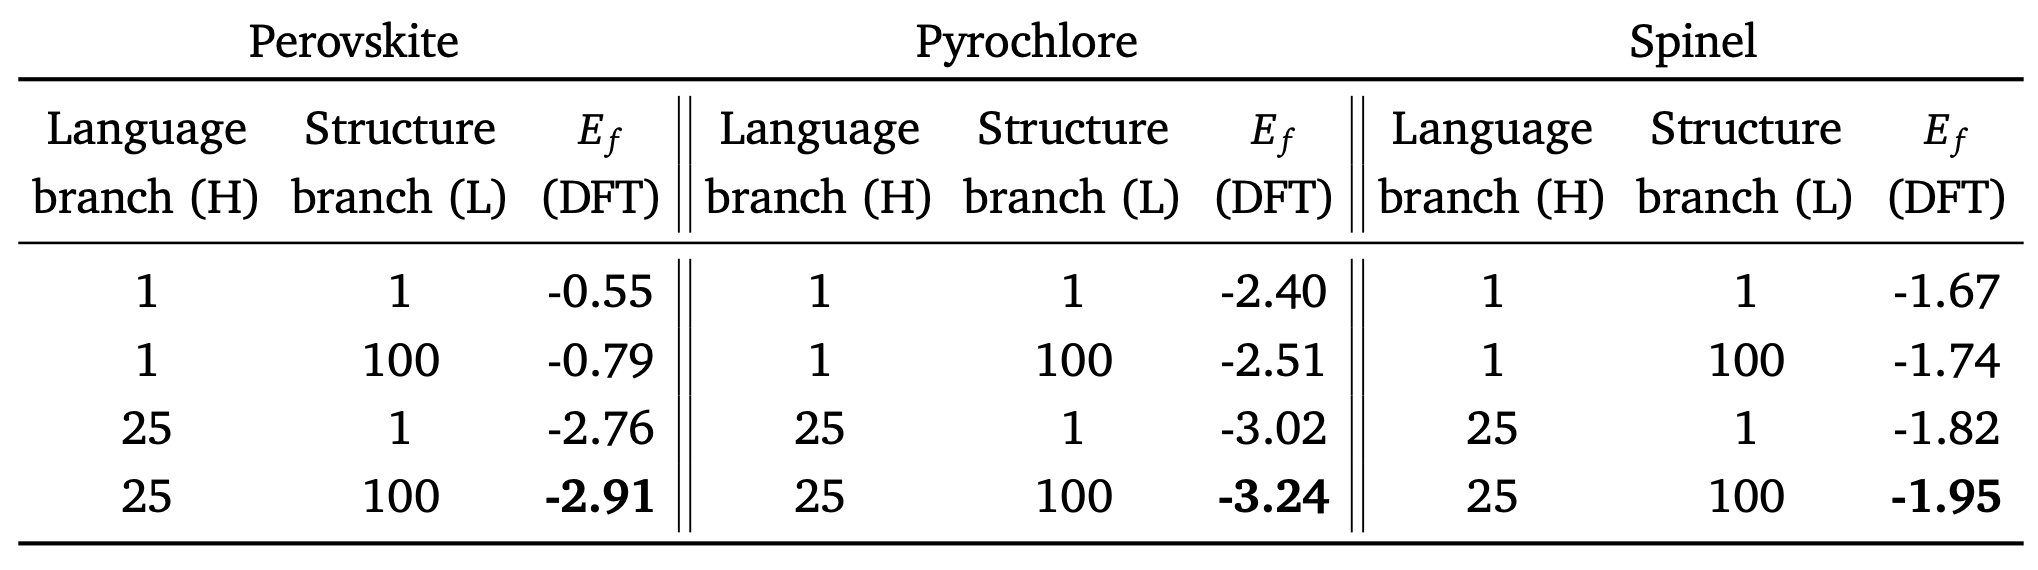 Perovskite Pyrochlore Spinel
Language Structure E_f Language Structure E_f Language Structure E_f
branch (H) branch (L) (DFT) branch (H) branch (L) (DFT) branch (H) branch (L) (DFT)
1 1 -0.55 1 1 -2.40 1 1 -1.67
1 100 -0.79 1 100 -2.51 1 100 -1.74
25 1 -2.76 25 1 -3.02 25 1 -1.82
25 100 -2.91 25 100 -3.24 25 100 -1.95